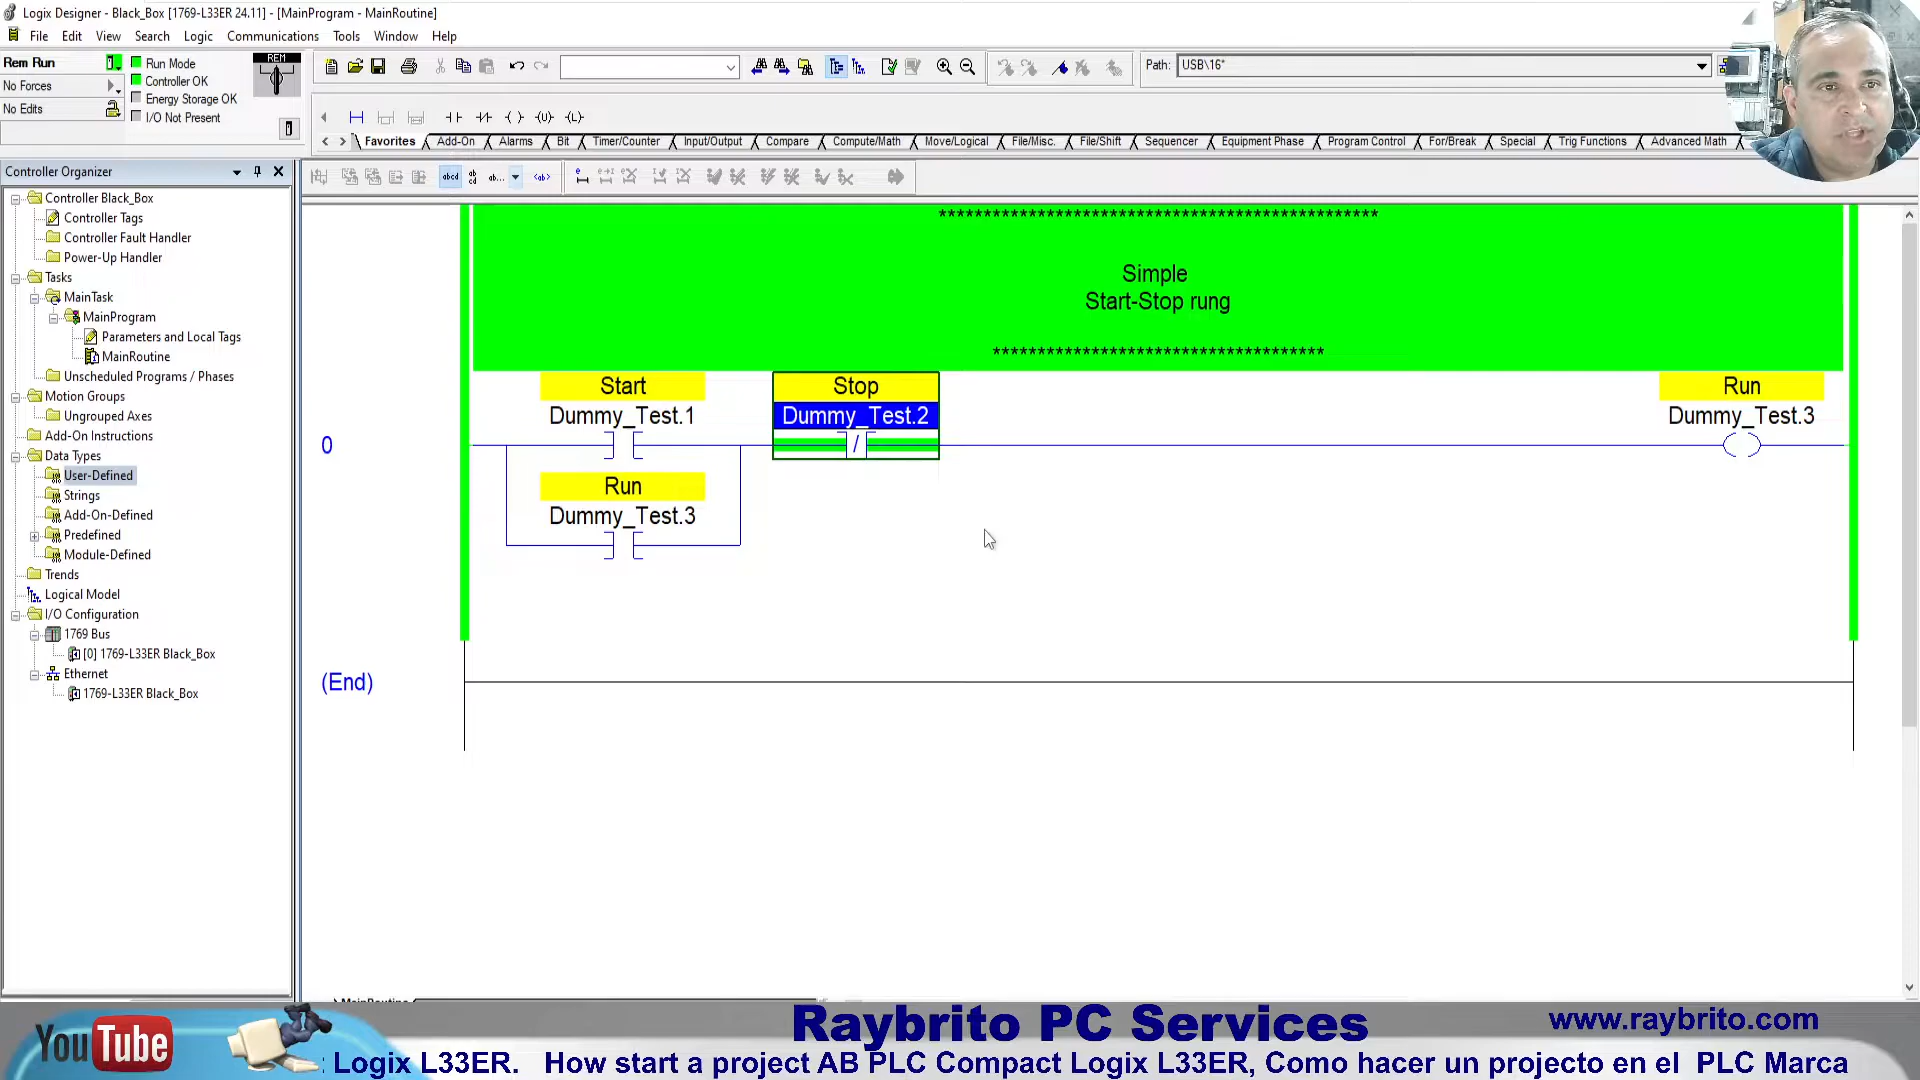 Logix Designer - Black_Box [1769-L33ER 24.11] - [MainProgram - MainRoutine]
File Edit View Search Logic Communications Tools Window Help
Rem Run
No Forces
No Edits
Run Mode
Controller OK
Energy Storage OK
I/O Not Present
REM
Path: USB\16*
Favorites Add-On Alarms Bit Timer/Counter Input/Output Compare Compute/Math Move/Logical File/Misc. File/Shift Sequencer Equipment Phase Program Control For/Break Special Trig Functions Advanced Math
Controller Organizer
Controller Black_Box
Controller Tags
Controller Fault Handler
Power-Up Handler
Tasks
MainTask
MainProgram
Parameters and Local Tags
MainRoutine
Unscheduled Programs / Phases
Motion Groups
Ungrouped Axes
Add-On Instructions
Data Types
User-Defined
Strings
Add-On-Defined
Predefined
Module-Defined
Trends
Logical Model
I/O Configuration
1769 Bus
[0] 1769-L33ER Black_Box
Ethernet
1769-L33ER Black_Box
*************************************************
Simple
Start-Stop rung
*************************************
Start
Dummy_Test.1
Stop
Dummy_Test.2
Run
Dummy_Test.3
0
Run
Dummy_Test.3
(End)
MainRoutine
YouTube
Raybrito PC Services
www.raybrito.com
: Logix L33ER. How start a project AB PLC Compact Logix L33ER, Como hacer un projecto en el PLC Marca